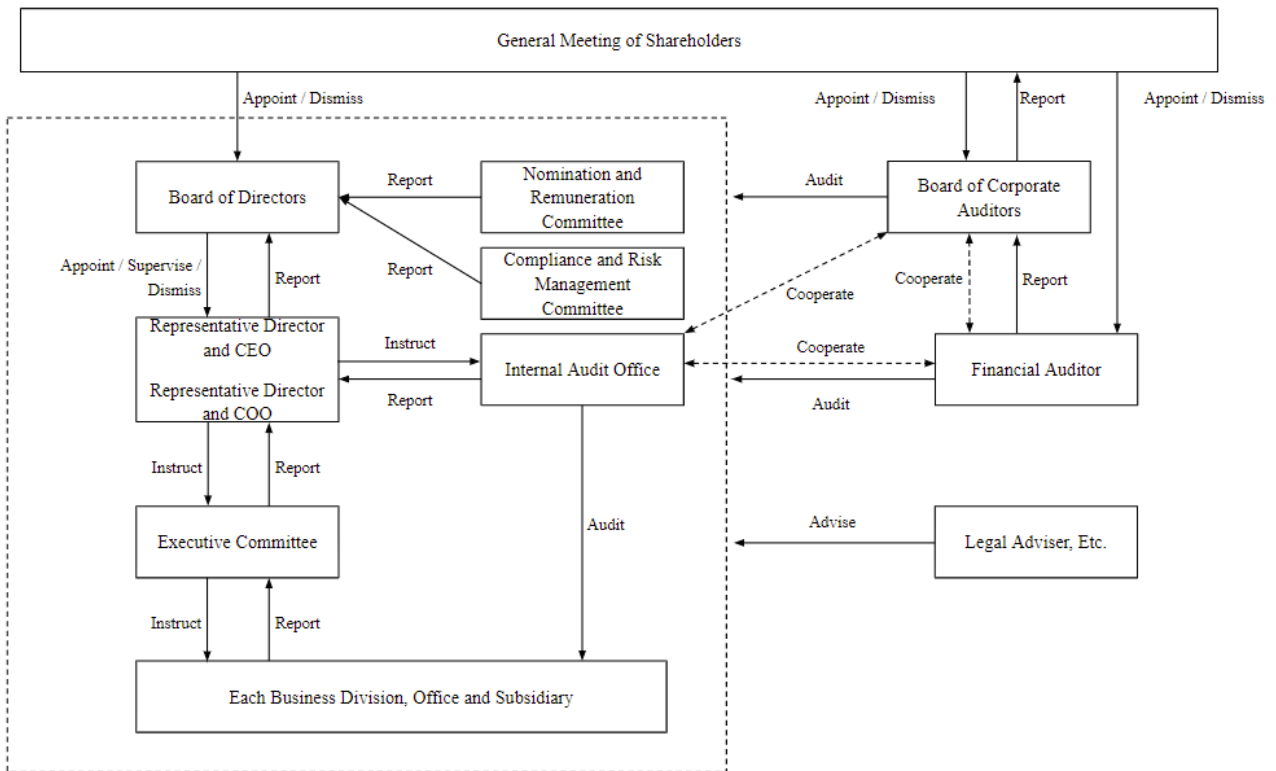 General Meeting of Shareholders
Appoint / Dismiss
Appoint / Dismiss
Report
Appoint / Dismiss
Board of Directors
Report
Nomination and
Remuneration
Committee
Audit
Board of Corporate
Auditors
Appoint / Supervise /
Dismiss
Report
Report
Compliance and Risk
Management
Committee
Cooperate
Cooperate
Report
Representative Director
and CEO
Representative Director
and COO
Instruct
Report
Internal Audit Office
Cooperate
Audit
Financial Auditor
Instruct
Report
Audit
Executive Committee
Advise
Legal Adviser, Etc.
Instruct
Report
Each Business Division, Office and Subsidiary